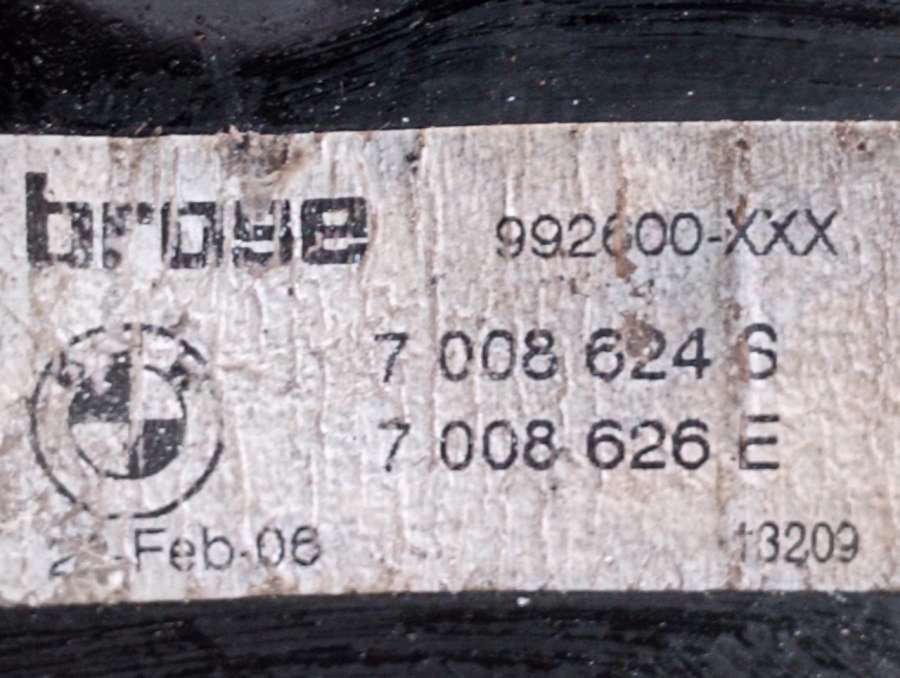 brose
992600-XXX
7 008 624 S
7 008 626 E
-Feb-06
13209